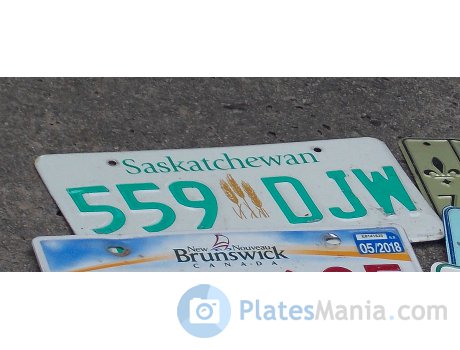 Saskatchewan
559 DJW
New Nouveau
Brunswick
CANADA
05/2018
PlatesMania.com